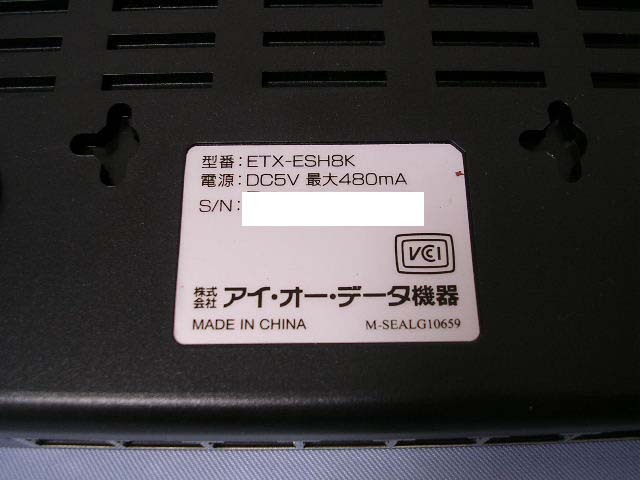 型番：ETX-ESH8K
電源：DC5V 最大480mA
S/N：
VCCI
株式会社 アイ・オー・データ機器
MADE IN CHINA M-SEALG10659